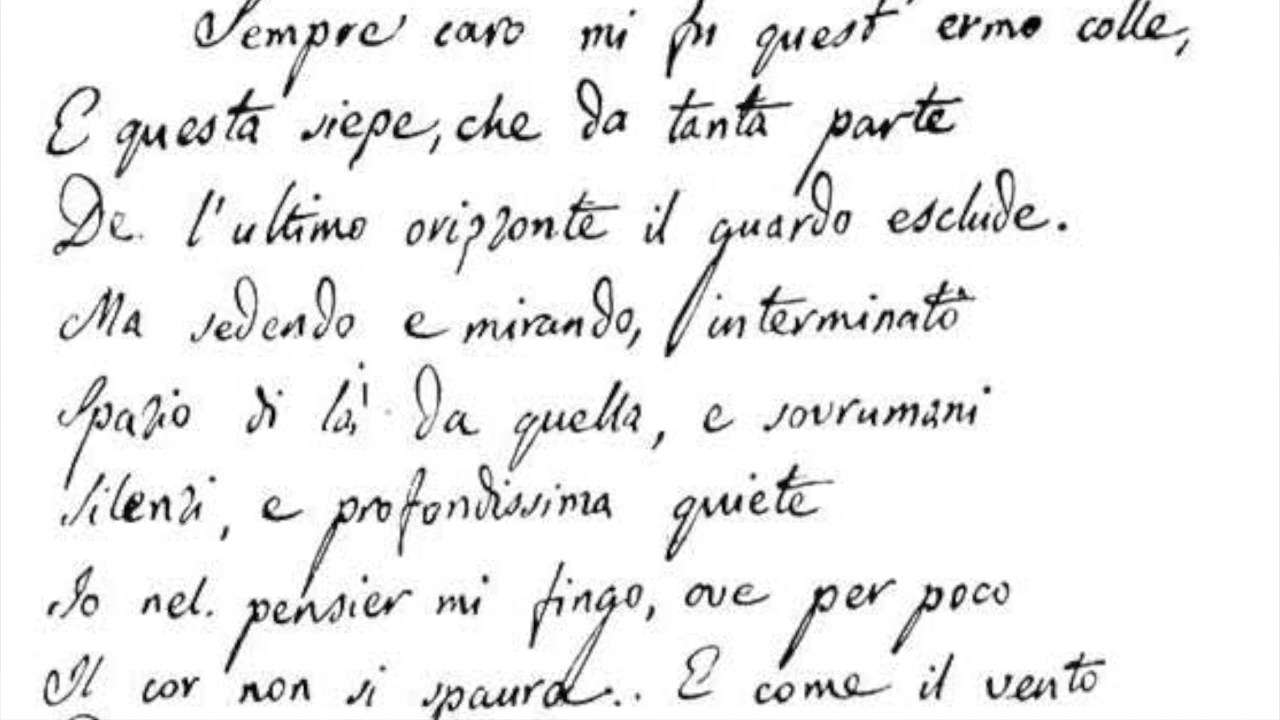 Sempre caro mi fu quest' ermo colle,
E questa siepe, che da tanta parte
De l'ultimo orizzonte il guardo esclude.
Ma sedendo e mirando, interminato
Spazio di là da quella, e sovrumani
Silenzi, e profondissima quiete
Io nel pensier mi fingo, ove per poco
Il cor non si spaura. E come il vento